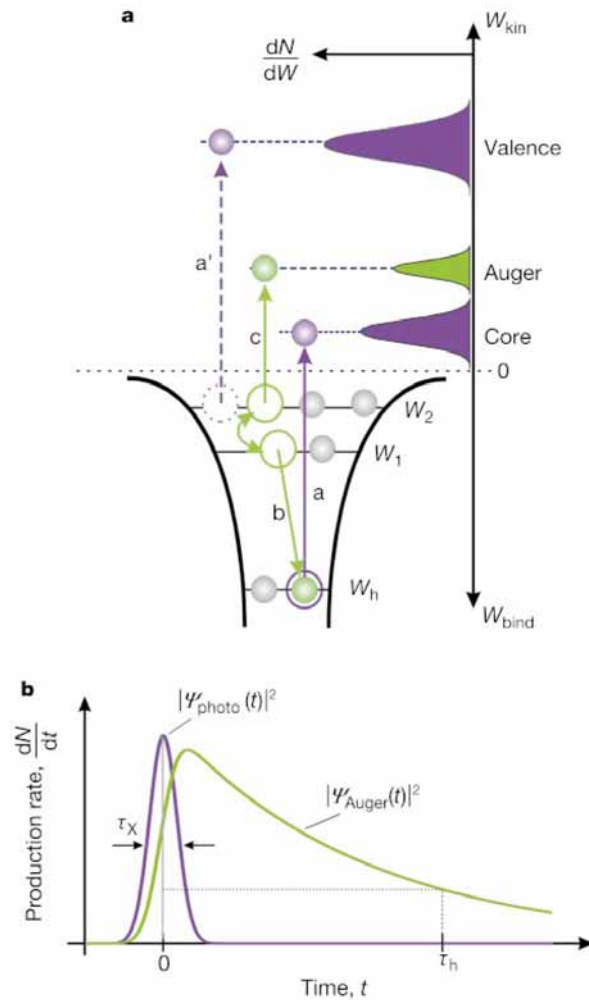 a
W_kin
dN
dW
Valence
a′
Auger
c
Core
0
W_2
W_1
b
a
W_h
W_bind
b
|Ψ_photo (t)|²
Production rate, dN/dt
|Ψ_Auger(t)|²
τ_X
0
τ_h
Time, t